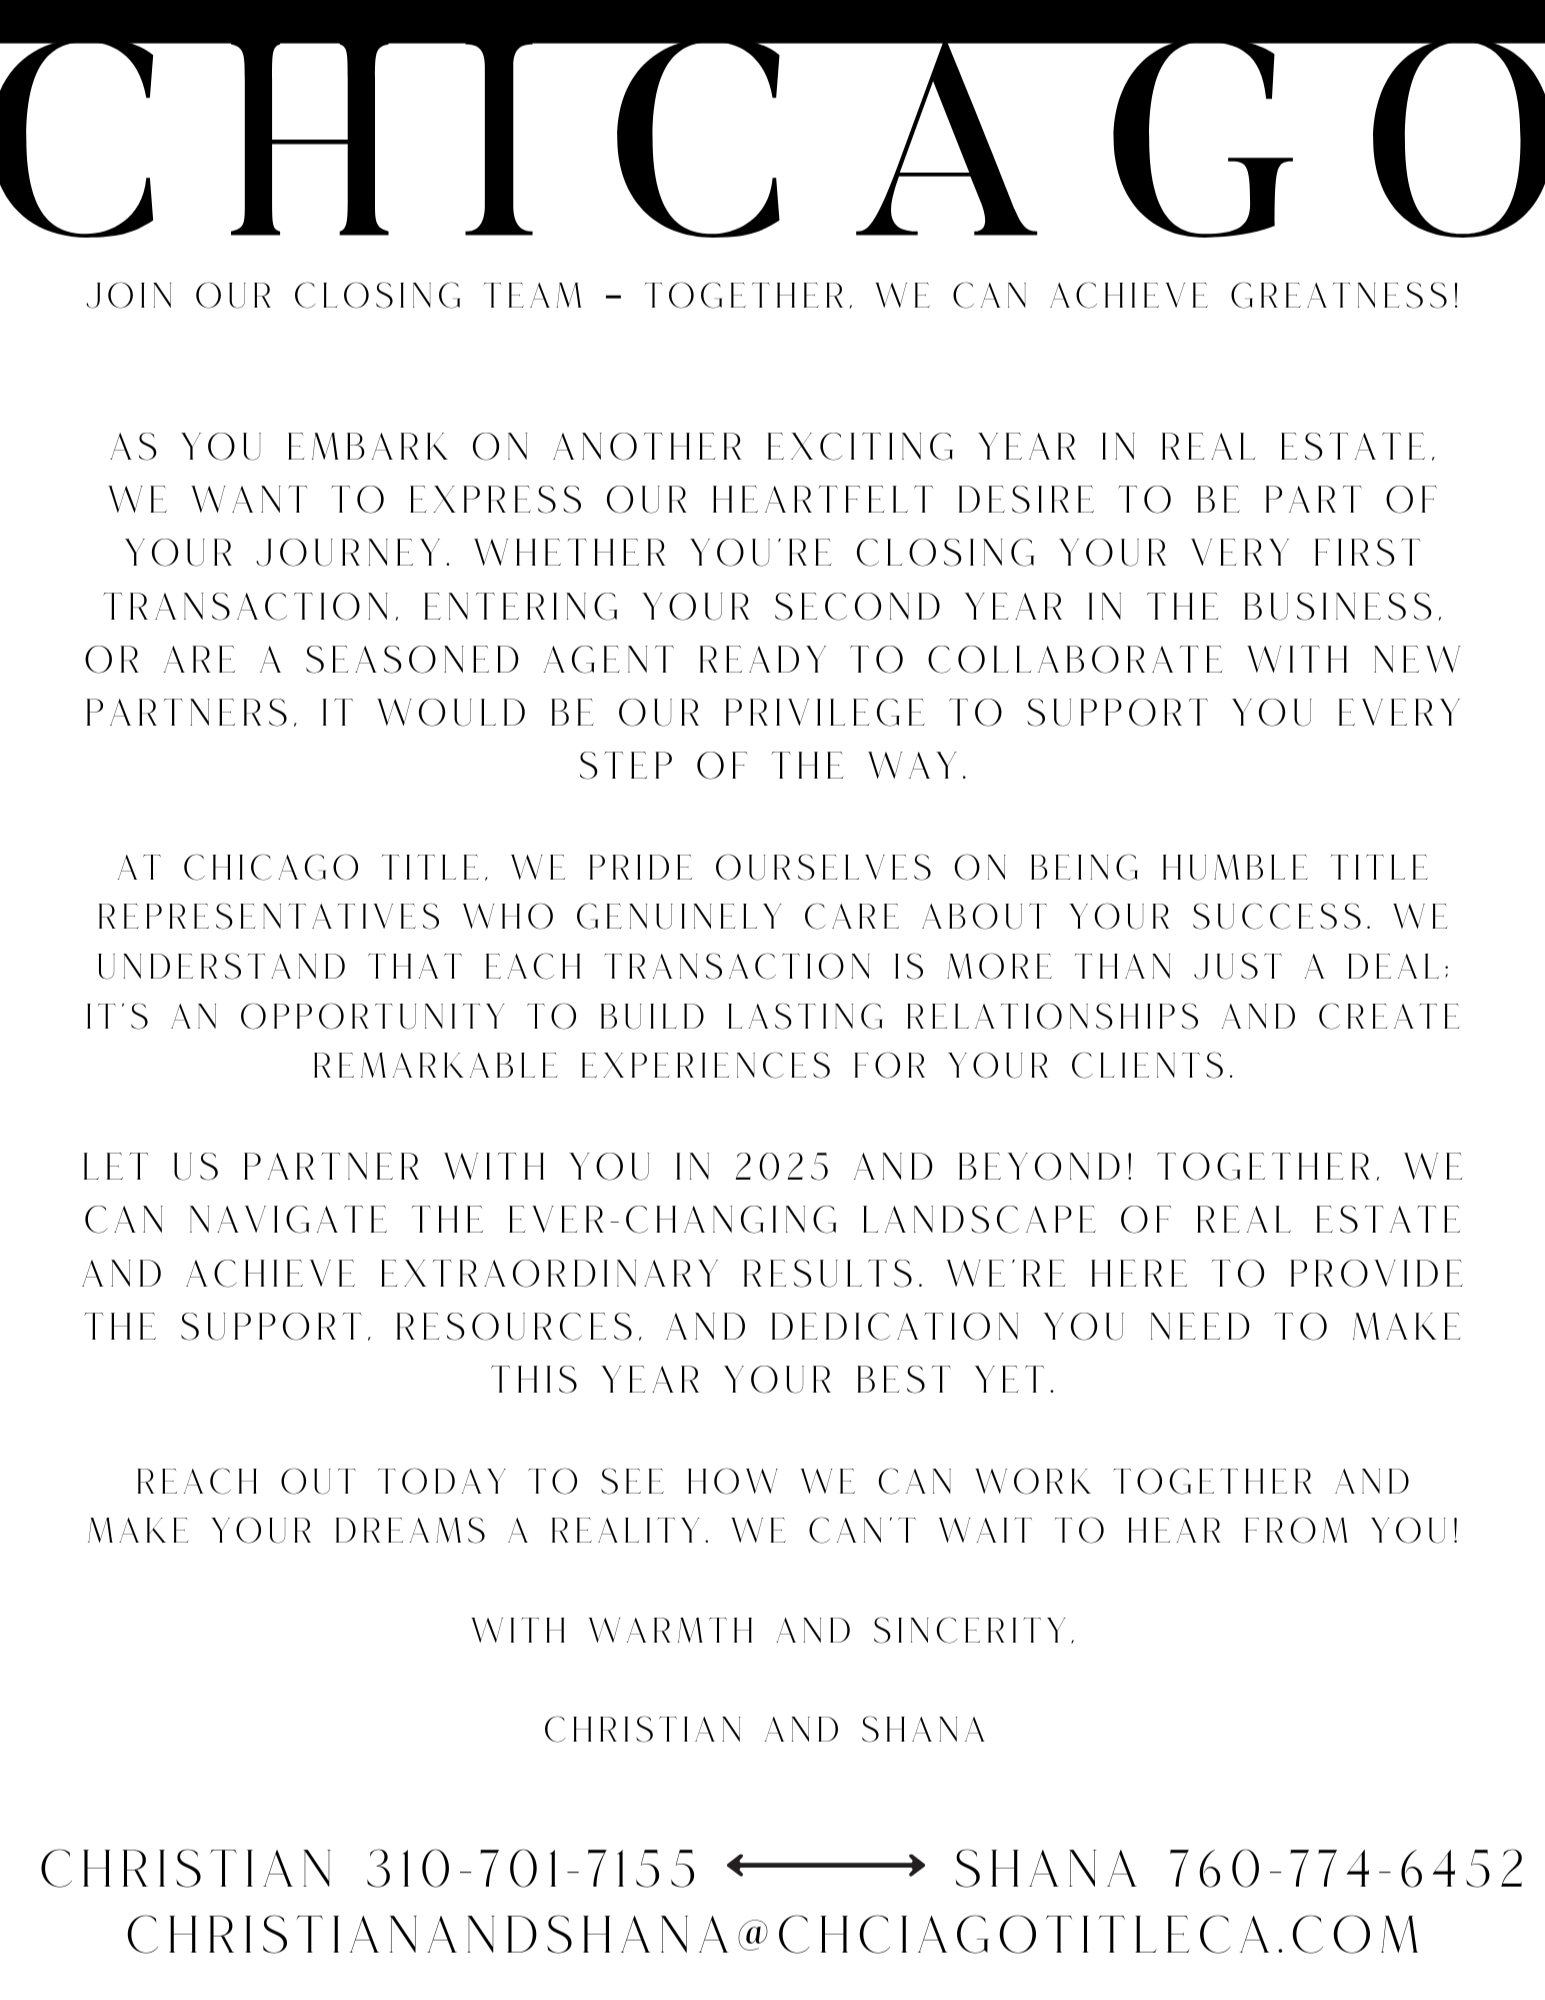 CHICAGO
JOIN OUR CLOSING TEAM – TOGETHER, WE CAN ACHIEVE GREATNESS!
AS YOU EMBARK ON ANOTHER EXCITING YEAR IN REAL ESTATE,
WE WANT TO EXPRESS OUR HEARTFELT DESIRE TO BE PART OF
YOUR JOURNEY. WHETHER YOU'RE CLOSING YOUR VERY FIRST
TRANSACTION, ENTERING YOUR SECOND YEAR IN THE BUSINESS,
OR ARE A SEASONED AGENT READY TO COLLABORATE WITH NEW
PARTNERS, IT WOULD BE OUR PRIVILEGE TO SUPPORT YOU EVERY
STEP OF THE WAY.
AT CHICAGO TITLE, WE PRIDE OURSELVES ON BEING HUMBLE TITLE
REPRESENTATIVES WHO GENUINELY CARE ABOUT YOUR SUCCESS. WE
UNDERSTAND THAT EACH TRANSACTION IS MORE THAN JUST A DEAL;
IT'S AN OPPORTUNITY TO BUILD LASTING RELATIONSHIPS AND CREATE
REMARKABLE EXPERIENCES FOR YOUR CLIENTS.
LET US PARTNER WITH YOU IN 2025 AND BEYOND! TOGETHER, WE
CAN NAVIGATE THE EVER-CHANGING LANDSCAPE OF REAL ESTATE
AND ACHIEVE EXTRAORDINARY RESULTS. WE'RE HERE TO PROVIDE
THE SUPPORT, RESOURCES, AND DEDICATION YOU NEED TO MAKE
THIS YEAR YOUR BEST YET.
REACH OUT TODAY TO SEE HOW WE CAN WORK TOGETHER AND
MAKE YOUR DREAMS A REALITY. WE CAN'T WAIT TO HEAR FROM YOU!
WITH WARMTH AND SINCERITY,
CHRISTIAN AND SHANA
CHRISTIAN 310-701-7155 ⟷ SHANA 760-774-6452
CHRISTIANANDSHANA@CHCIAGOTITLECA.COM